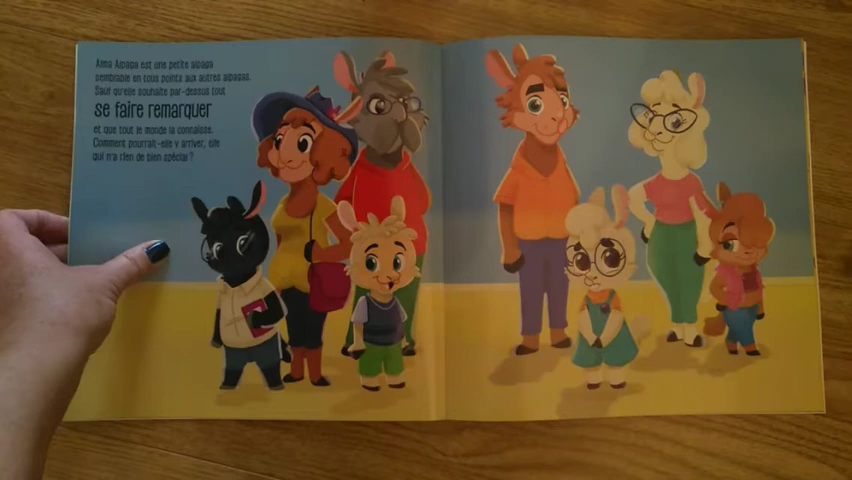 Alma Alpaga est une petite alpaga
semblable en tous points aux autres alpagas.
Sauf qu'elle souhaite par-dessus tout
se faire remarquer
et que tout le monde la connaisse.
Comment pourrait-elle y arriver, elle
qui n'a rien de bien spécial ?